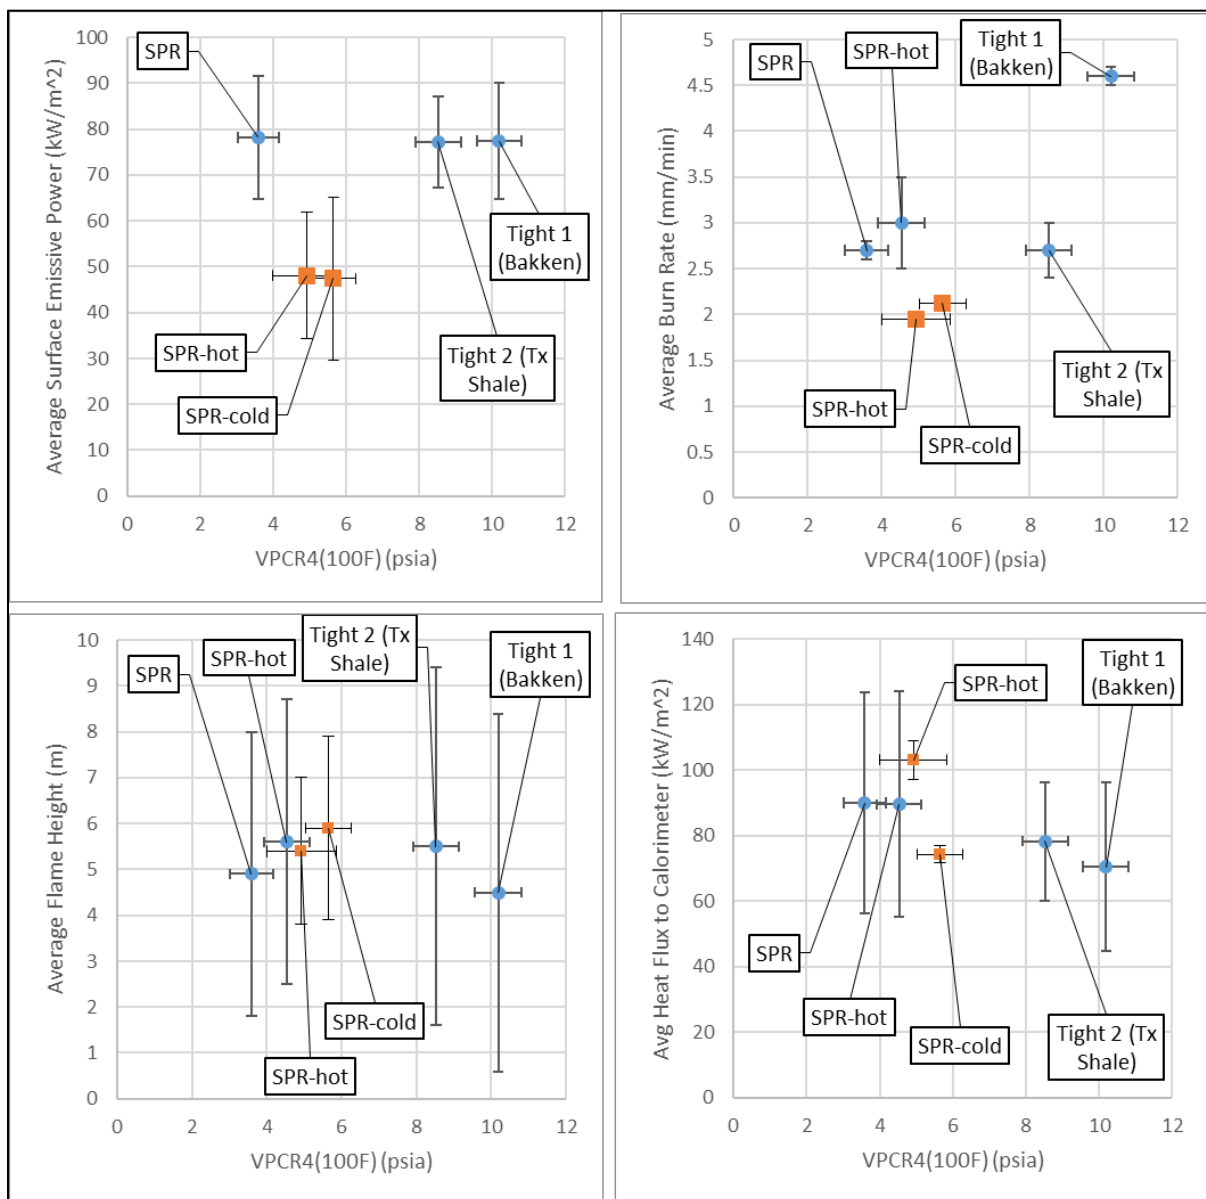 Average Surface Emissive Power (kW/m^2)
100
90
80
70
60
50
40
30
20
10
0
0 2 4 6 8 10 12
VPCR4(100F) (psia)
SPR
Tight 1
(Bakken)
SPR-hot
Tight 2 (Tx
Shale)
SPR-cold
Average Burn Rate (mm/min)
5
4.5
4
3.5
3
2.5
2
1.5
1
0.5
0
0 2 4 6 8 10 12
VPCR4(100F) (psia)
SPR-hot
Tight 1
(Bakken)
SPR
Tight 2 (Tx
Shale)
SPR-hot
SPR-cold
Average Flame Height (m)
10
9
8
7
6
5
4
3
2
1
0
0 2 4 6 8 10 12
VPCR4(100F) (psia)
Tight 2 (Tx
Shale)
SPR-hot
SPR
Tight 1
(Bakken)
SPR-cold
SPR-hot
Avg Heat Flux to Calorimeter (kW/m^2)
140
120
100
80
60
40
20
0
0 2 4 6 8 10 12
VPCR4(100F) (psia)
Tight 1
(Bakken)
SPR-hot
SPR
SPR-hot
SPR-cold
Tight 2 (Tx
Shale)